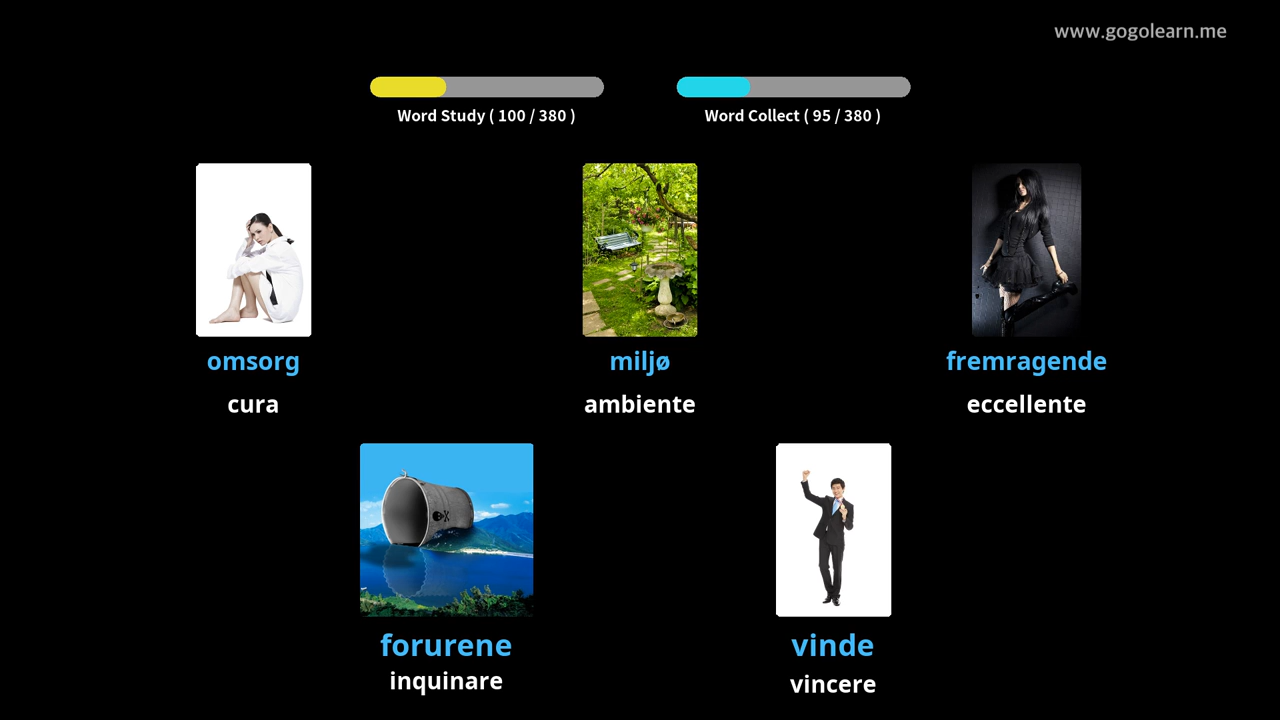 www.gogolearn.me
Word Study ( 100 / 380 )
Word Collect ( 95 / 380 )
omsorg
cura
miljø
ambiente
fremragende
eccellente
forurene
inquinare
vinde
vincere